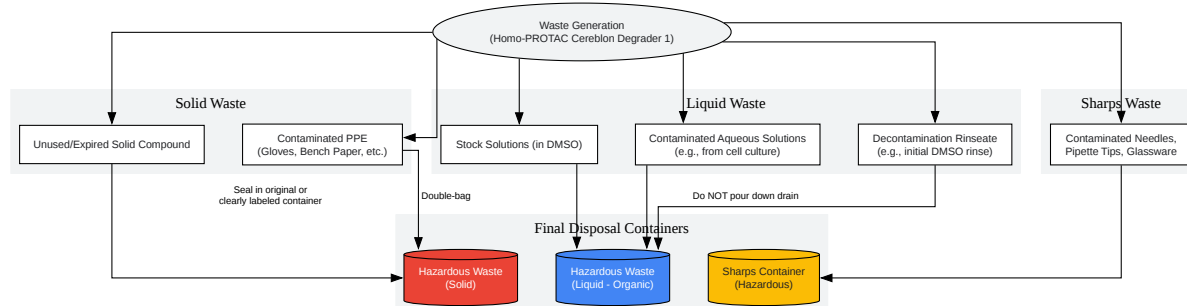 Waste Generation
(Homo-PROTAC Cereblon Degrader 1)
Solid Waste
Liquid Waste
Sharps Waste
Unused/Expired Solid Compound
Contaminated PPE
(Gloves, Bench Paper, etc.)
Stock Solutions (in DMSO)
Contaminated Aqueous Solutions
(e.g., from cell culture)
Decontamination Rinseate
(e.g., initial DMSO rinse)
Contaminated Needles,
Pipette Tips, Glassware
Seal in original or
clearly labeled container
Double-bag
Do NOT pour down drain
Final Disposal Containers
Hazardous Waste
(Solid)
Hazardous Waste
(Liquid - Organic)
Sharps Container
(Hazardous)